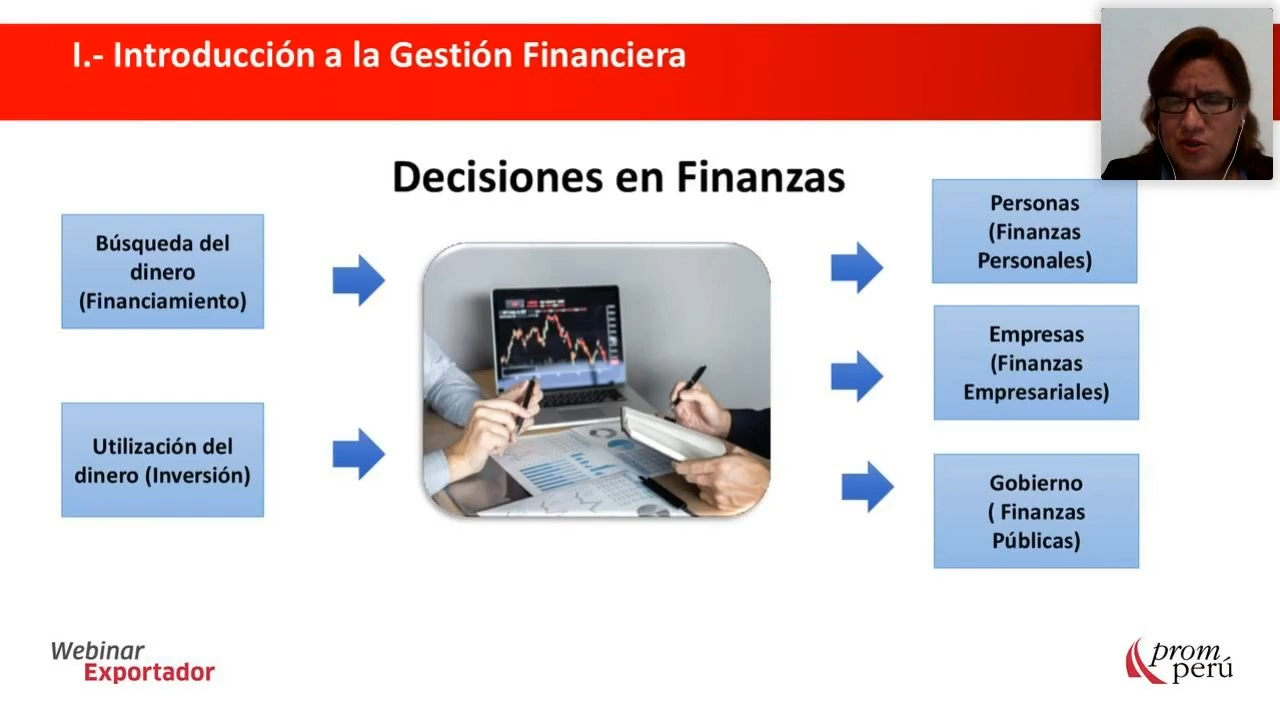 I.- Introducción a la Gestión Financiera
Decisiones en Finanzas
Búsqueda del
dinero
(Financiamiento)
Utilización del
dinero (Inversión)
Personas
(Finanzas
Personales)
Empresas
(Finanzas
Empresariales)
Gobierno
( Finanzas
Públicas)
Webinar
Exportador
prom
perú